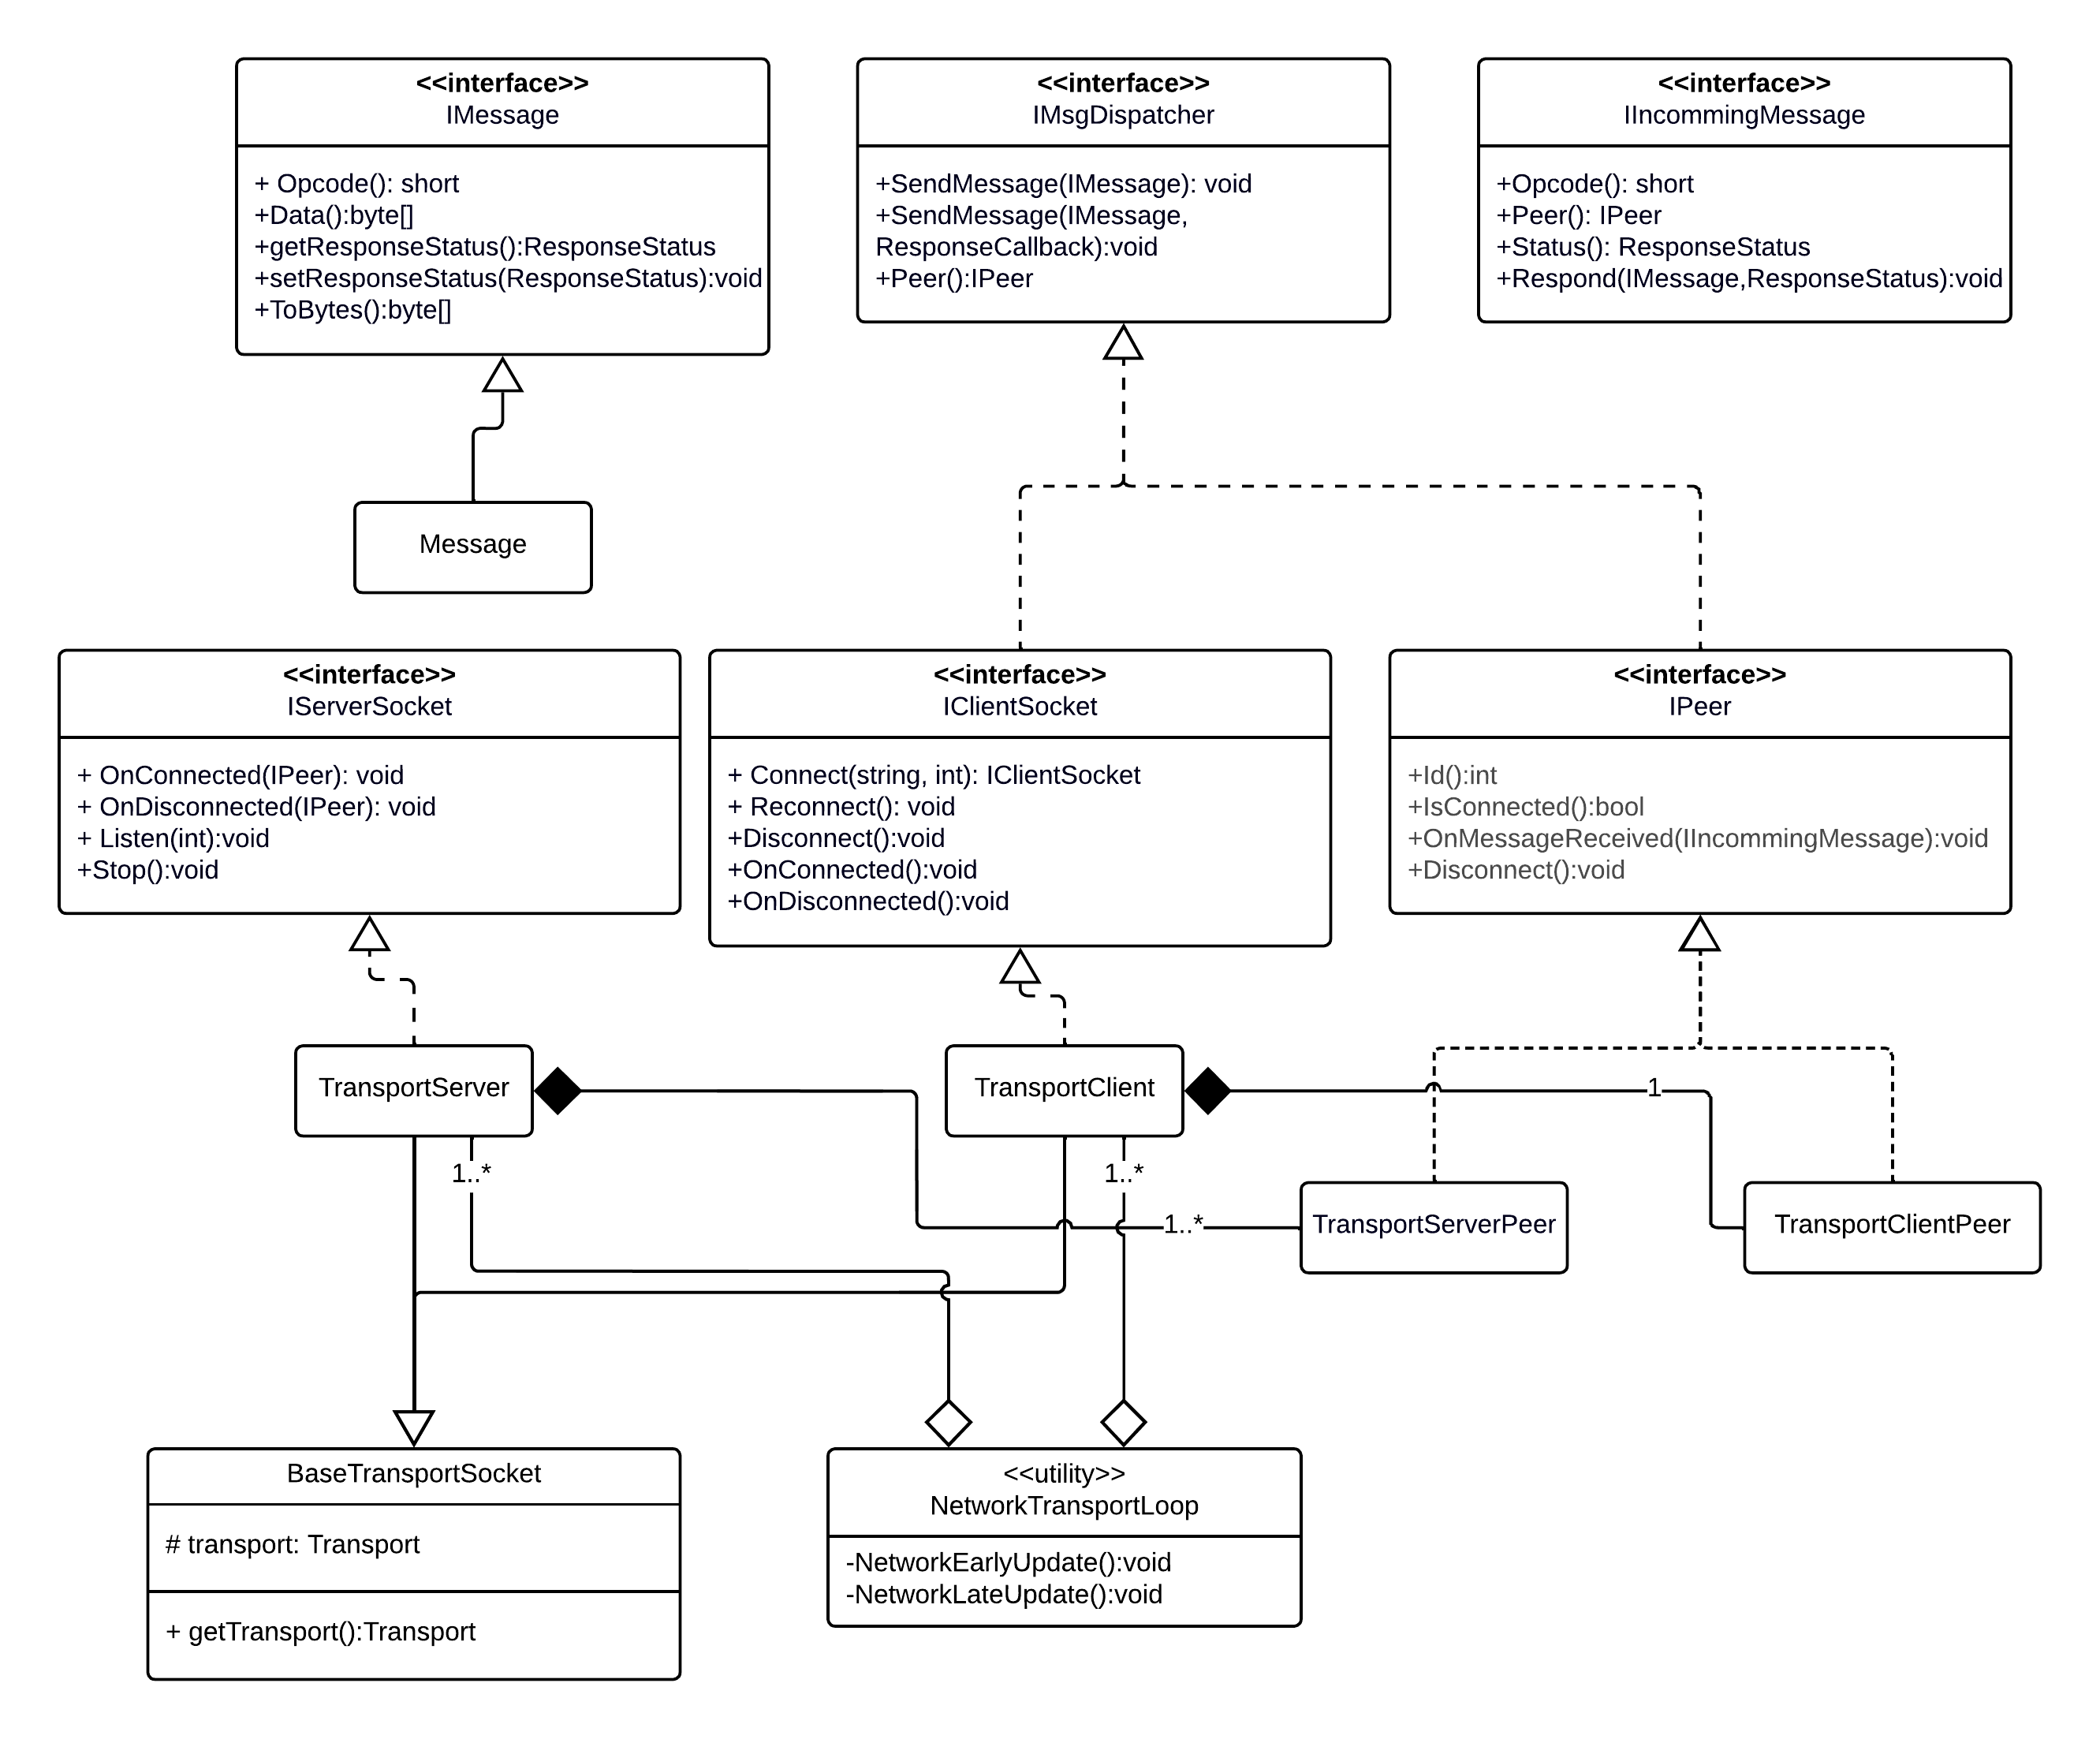 <<interface>>
IMessage
+ Opcode(): short
+Data():byte[]
+getResponseStatus():ResponseStatus
+setResponseStatus(ResponseStatus):void
+ToBytes():byte[]
<<interface>>
IMsgDispatcher
+SendMessage(IMessage): void
+SendMessage(IMessage,
ResponseCallback):void
+Peer():IPeer
<<interface>>
IIncommingMessage
+Opcode(): short
+Peer(): IPeer
+Status(): ResponseStatus
+Respond(IMessage,ResponseStatus):void
Message
<<interface>>
IServerSocket
+ OnConnected(IPeer): void
+ OnDisconnected(IPeer): void
+ Listen(int):void
+Stop():void
<<interface>>
IClientSocket
+ Connect(string, int): IClientSocket
+ Reconnect(): void
+Disconnect():void
+OnConnected():void
+OnDisconnected():void
<<interface>>
IPeer
+Id():int
+IsConnected():bool
+OnMessageReceived(IIncommingMessage):void
+Disconnect():void
TransportServer
TransportClient
1
1..*
1..*
1..*
TransportServerPeer
TransportClientPeer
BaseTransportSocket
# transport: Transport
+ getTransport():Transport
<<utility>>
NetworkTransportLoop
-NetworkEarlyUpdate():void
-NetworkLateUpdate():void